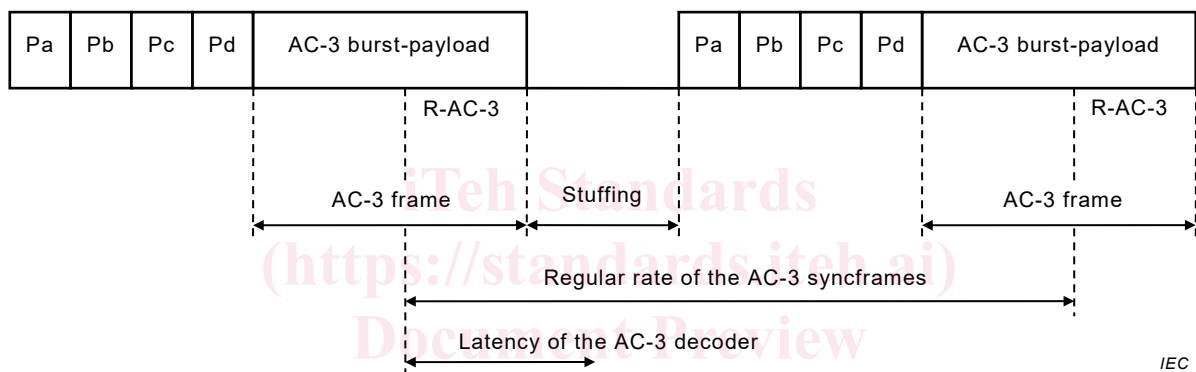 Pa Pb Pc Pd AC-3 burst-payload Pa Pb Pc Pd AC-3 burst-payload
R-AC-3 R-AC-3
iTeh Standards
AC-3 frame Stuffing AC-3 frame
(https://standards.iteh.ai)
Regular rate of the AC-3 syncframes
Document Preview
Latency of the AC-3 decoder
IEC